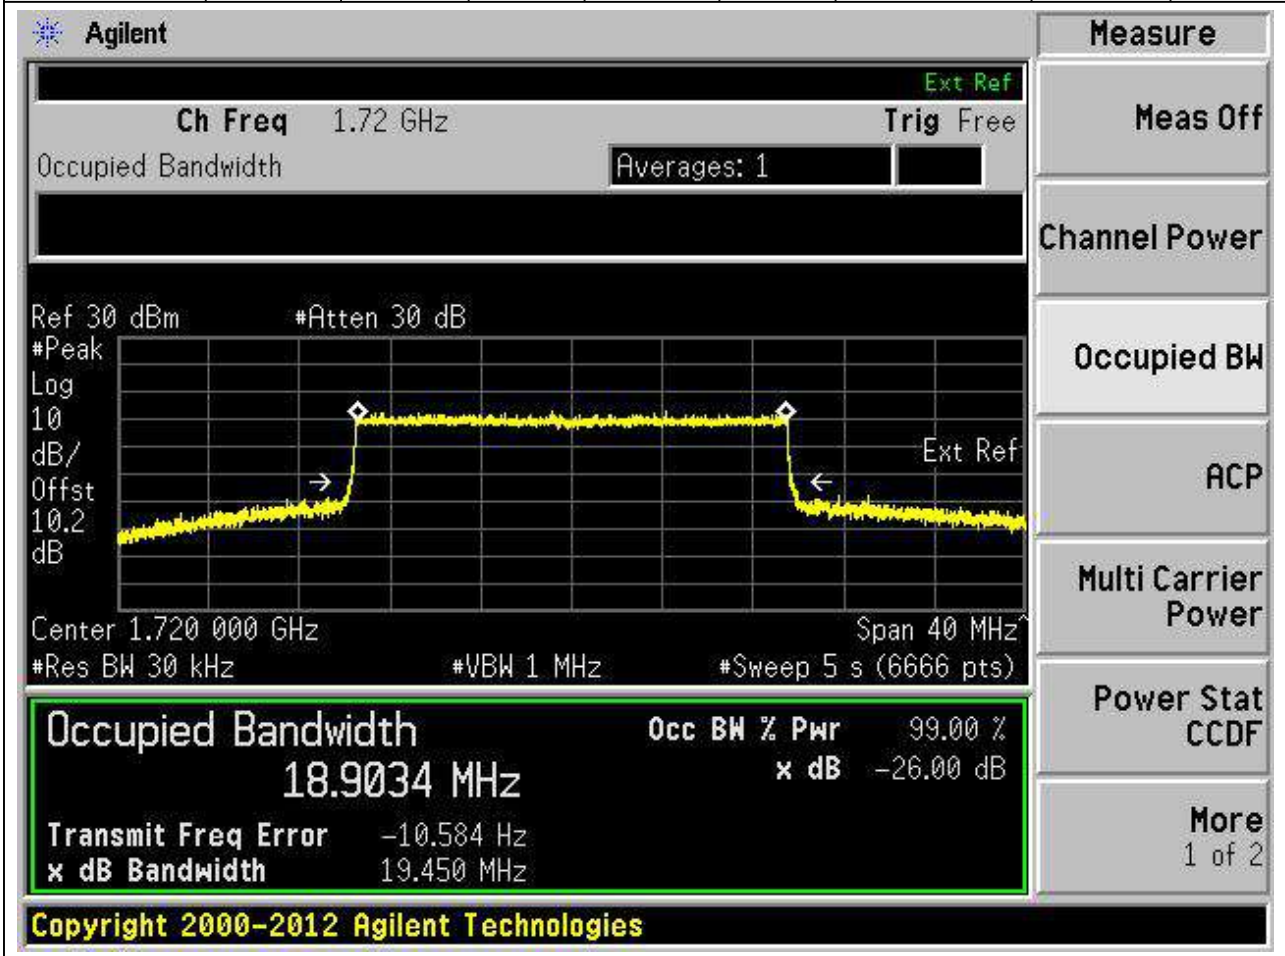 Agilent
Measure
Ext Ref
Ch Freq 1.72 GHz Trig Free
Occupied Bandwidth Averages: 1
Meas Off
Channel Power
Occupied BW
ACP
Multi Carrier
Power
Power Stat
CCDF
More
1 of 2
Ref 30 dBm #Atten 30 dB
#Peak
Log
10
dB/
Offst
10.2
dB
Ext Ref
Center 1.720 000 GHz Span 40 MHz^
#Res BW 30 kHz #VBW 1 MHz #Sweep 5 s (6666 pts)
Occupied Bandwidth Occ BW % Pwr 99.00 %
18.9034 MHz x dB -26.00 dB
Transmit Freq Error -10.584 Hz
x dB Bandwidth 19.450 MHz
Copyright 2000-2012 Agilent Technologies